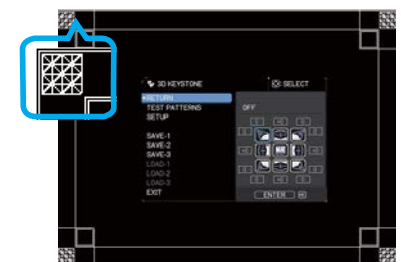 3D KEYSTONE
: SELECT
RETURN
TEST PATTERNS
SETUP
OFF
SAVE-1
SAVE-2
SAVE-3
LOAD-1
LOAD-2
LOAD-3
EXIT
ENTER